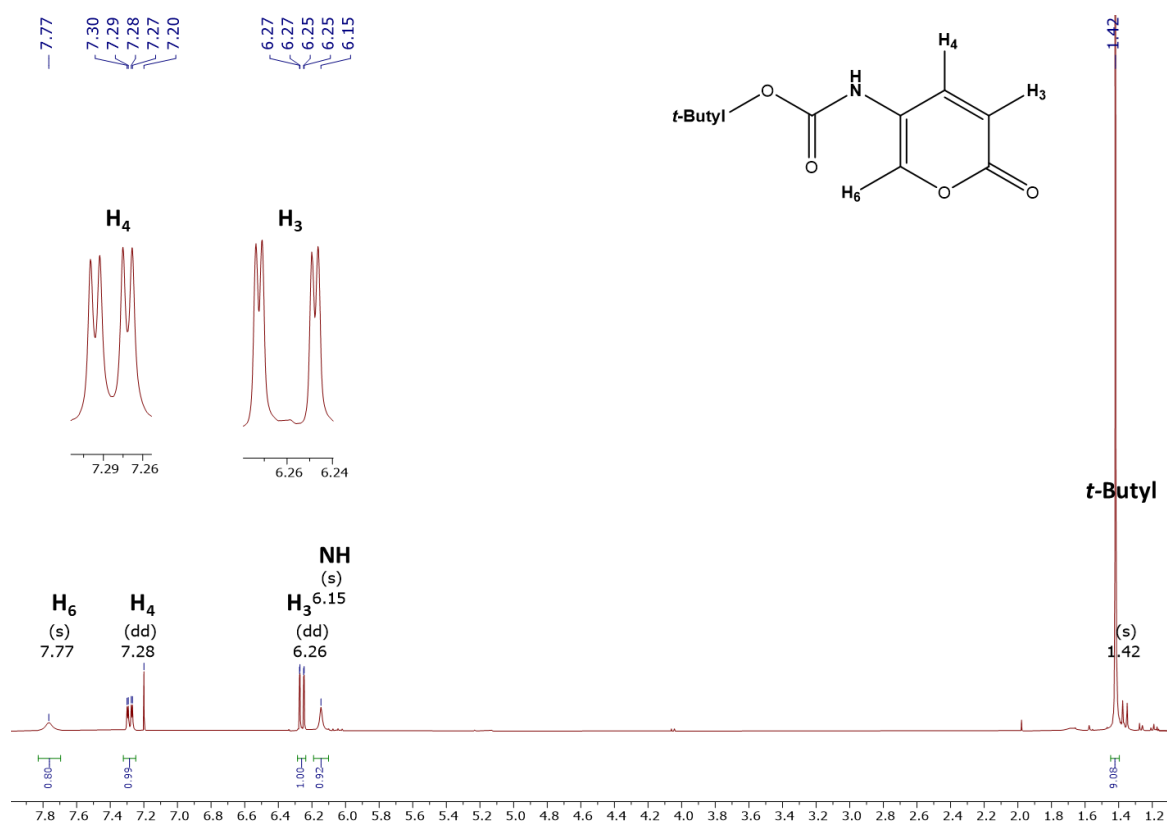 7.77
7.30
7.29
7.28
7.27
7.20
6.27
6.27
6.25
6.25
6.15
1.42
H4
H
N
H3
O
t-Butyl
O
H6
O
O
H4
H3
7.29 7.26
6.26 6.24
t-Butyl
NH
(s)
6.15
H6
(s)
7.77
H4
(dd)
7.28
H3
(dd)
6.26
(s)
1.42
0.80
0.99
1.00
0.92
9.08
7.8 7.6 7.4 7.2 7.0 6.8 6.6 6.4 6.2 6.0 5.8 5.6 5.4 5.2 5.0 4.8 4.6 4.4 4.2 4.0 3.8 3.6 3.4 3.2 3.0 2.8 2.6 2.4 2.2 2.0 1.8 1.6 1.4 1.2